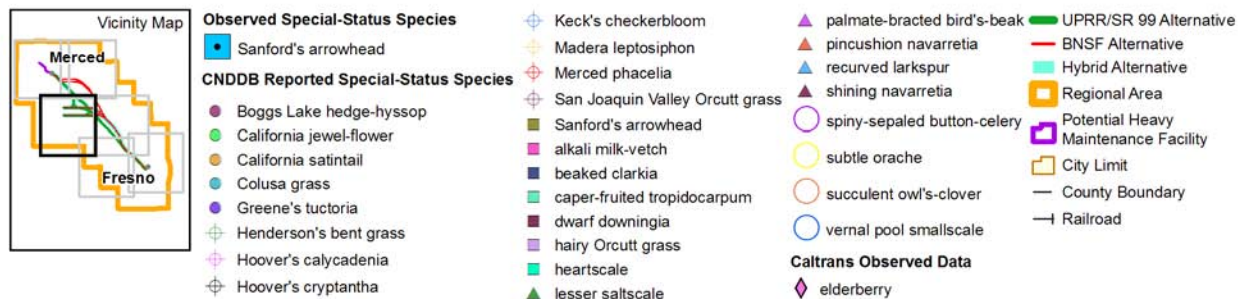 Vicinity Map
Merced
Fresno
Observed Special-Status Species
Sanford's arrowhead
CNDDB Reported Special-Status Species
Boggs Lake hedge-hyssop
California jewel-flower
California satintail
Colusa grass
Greene's tuctoria
Henderson's bent grass
Hoover's calycadenia
Hoover's cryptantha
Keck's checkerbloom
Madera leptosiphon
Merced phacelia
San Joaquin Valley Orcutt grass
Sanford's arrowhead
alkali milk-vetch
beaked clarkia
caper-fruited tropidocarpum
dwarf downingia
hairy Orcutt grass
heartscale
lesser saltscale
palmate-bracted bird's-beak
pincushion navarretia
recurved larkspur
shining navarretia
spiny-sepaled button-celery
subtle orache
succulent owl's-clover
vernal pool smallscale
Caltrans Observed Data
elderberry
UPRR/SR 99 Alternative
BNSF Alternative
Hybrid Alternative
Regional Area
Potential Heavy
Maintenance Facility
City Limit
County Boundary
Railroad